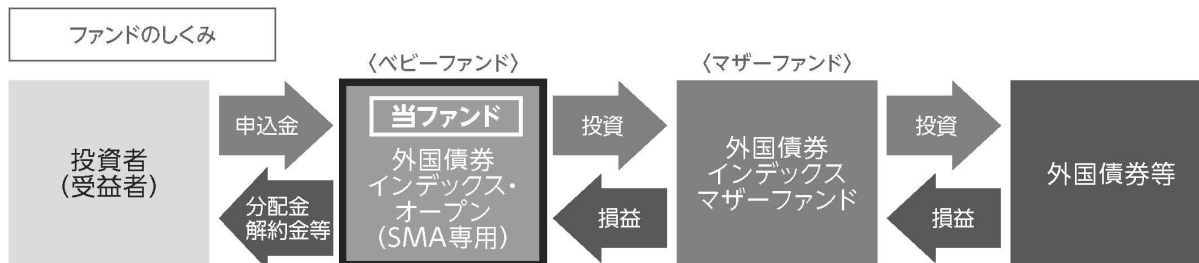 ファンドのしくみ
〈ベビーファンド〉
〈マザーファンド〉
投資者
(受益者)
申込金
分配金
解約金等
当ファンド
外国債券
インデックス・
オープン
(SMA専用)
投資
損益
外国債券
インデックス
マザーファンド
投資
損益
外国債券等